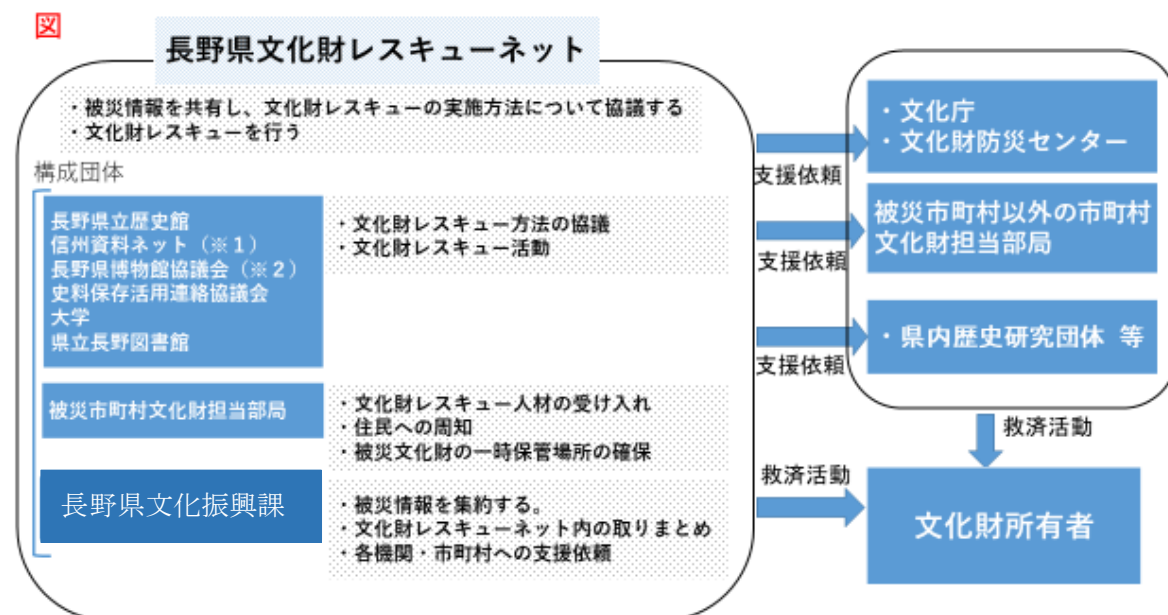 図
長野県文化財レスキューネット
・被災情報を共有し、文化財レスキューの実施方法について協議する
・文化財レスキューを行う
構成団体
長野県立歴史館
信州資料ネット（※１）
長野県博物館協議会（※２）
史料保存活用連絡協議会
大学
県立長野図書館
・文化財レスキュー方法の協議
・文化財レスキュー活動
被災市町村文化財担当部局
・文化財レスキュー人材の受け入れ
・住民への周知
・被災文化財の一時保管場所の確保
長野県文化振興課
・被災情報を集約する。
・文化財レスキューネット内の取りまとめ
・各機関・市町村への支援依頼
支援依頼
・文化庁
・文化財防災センター
支援依頼
被災市町村以外の市町村
文化財担当部局
支援依頼
・県内歴史研究団体 等
救済活動
救済活動
文化財所有者